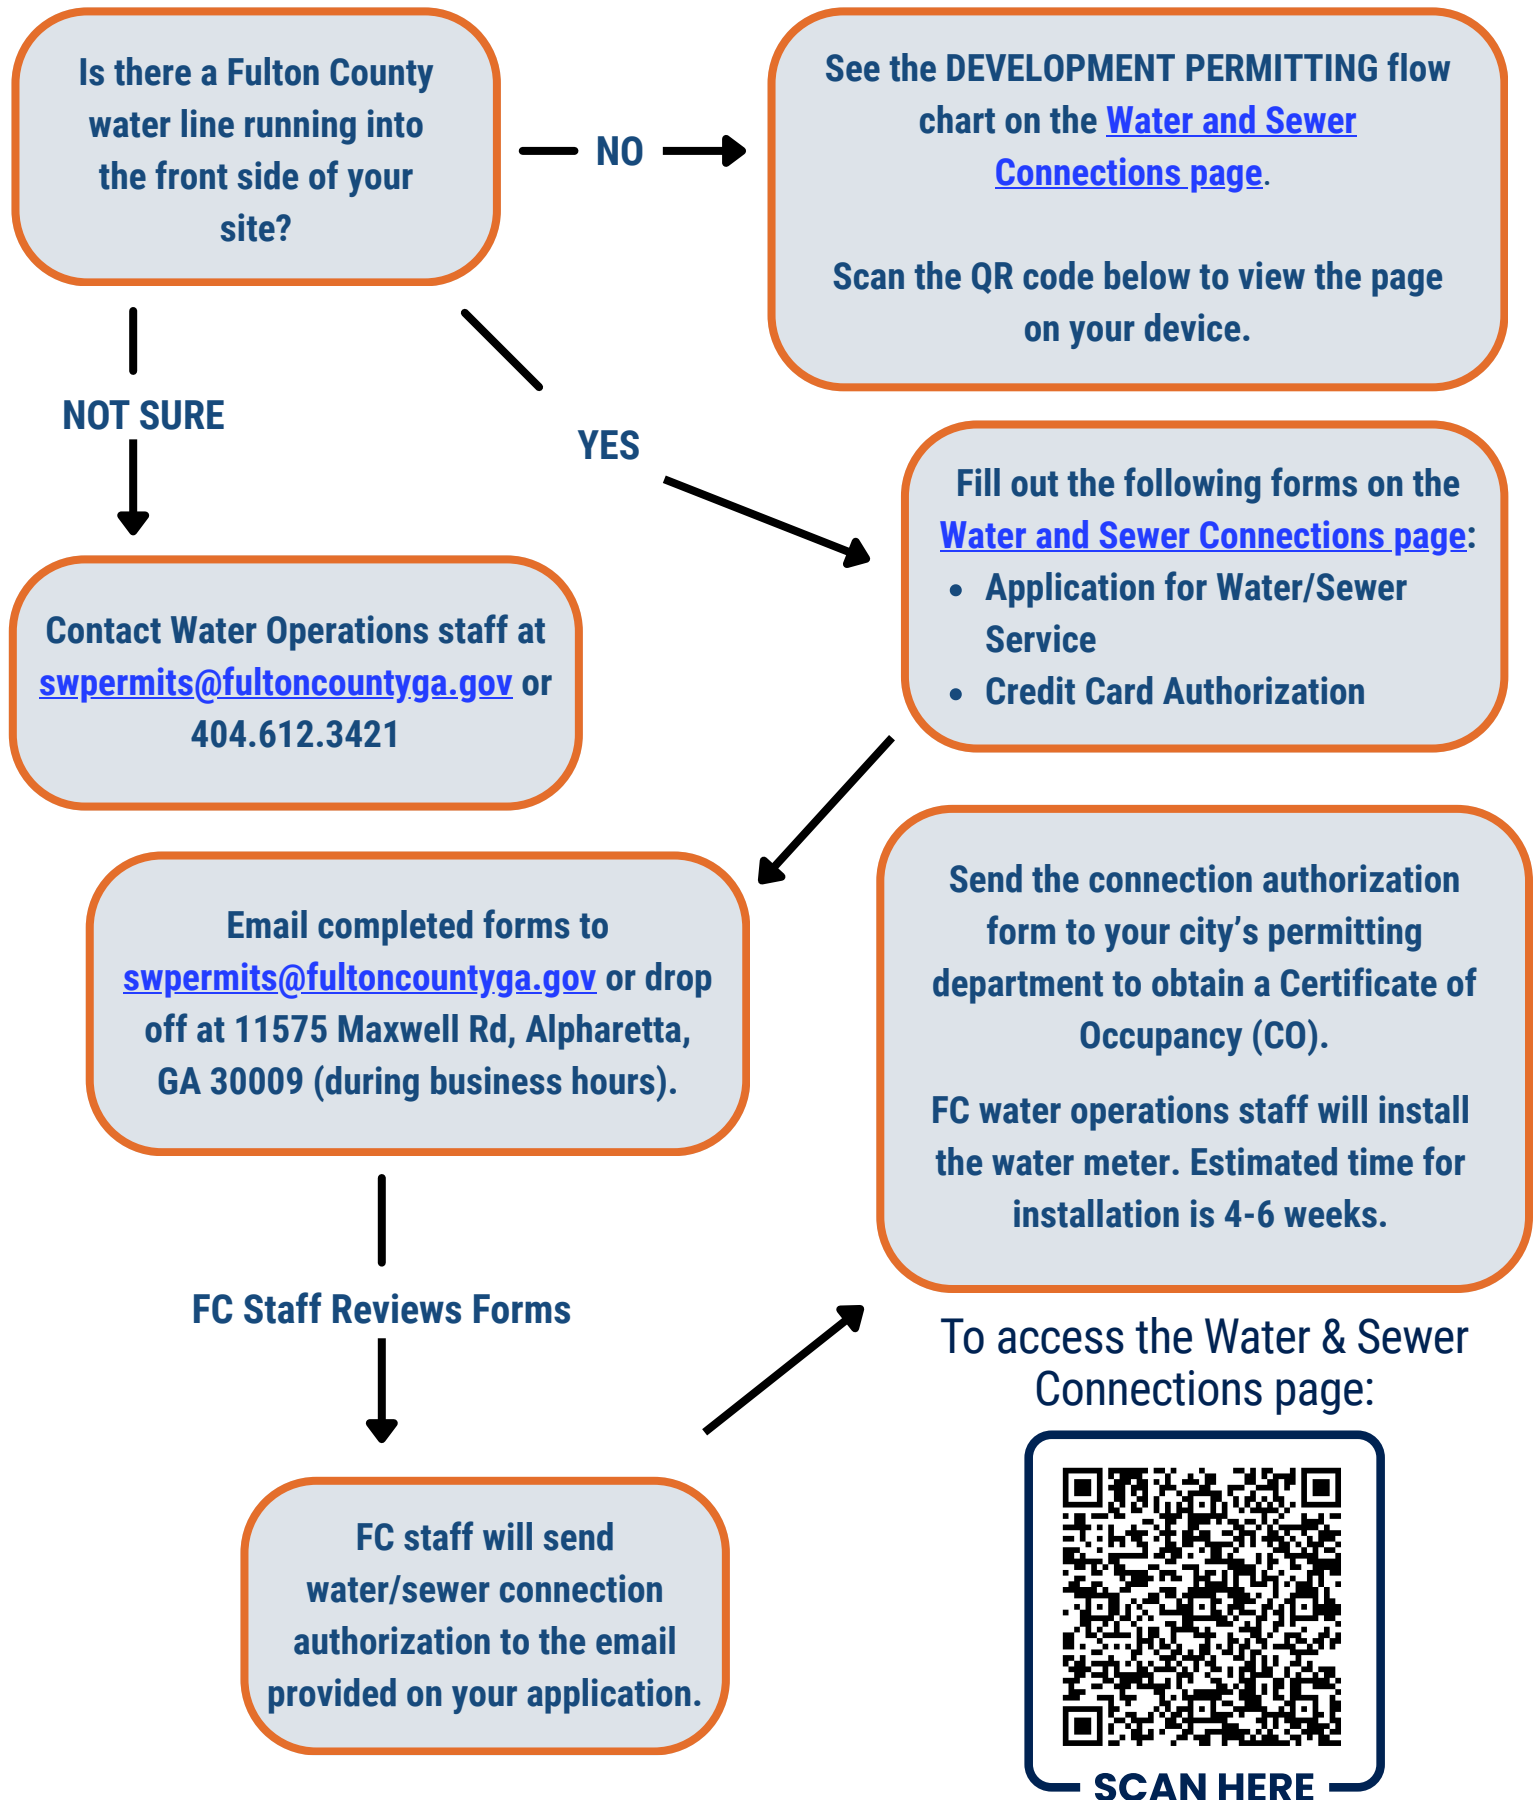 Is there a Fulton County
water line running into
the front side of your
site?
NO
See the DEVELOPMENT PERMITTING flow
chart on the Water and Sewer
Connections page.
Scan the QR code below to view the page
on your device.
NOT SURE
YES
Fill out the following forms on the
Water and Sewer Connections page:
• Application for Water/Sewer
Service
• Credit Card Authorization
Contact Water Operations staff at
swpermits@fultoncountyga.gov or
404.612.3421
Email completed forms to
swpermits@fultoncountyga.gov or drop
off at 11575 Maxwell Rd, Alpharetta,
GA 30009 (during business hours).
FC Staff Reviews Forms
FC staff will send
water/sewer connection
authorization to the email
provided on your application.
Send the connection authorization
form to your city’s permitting
department to obtain a Certificate of
Occupancy (CO).
FC water operations staff will install
the water meter. Estimated time for
installation is 4-6 weeks.
To access the Water & Sewer
Connections page:
SCAN HERE